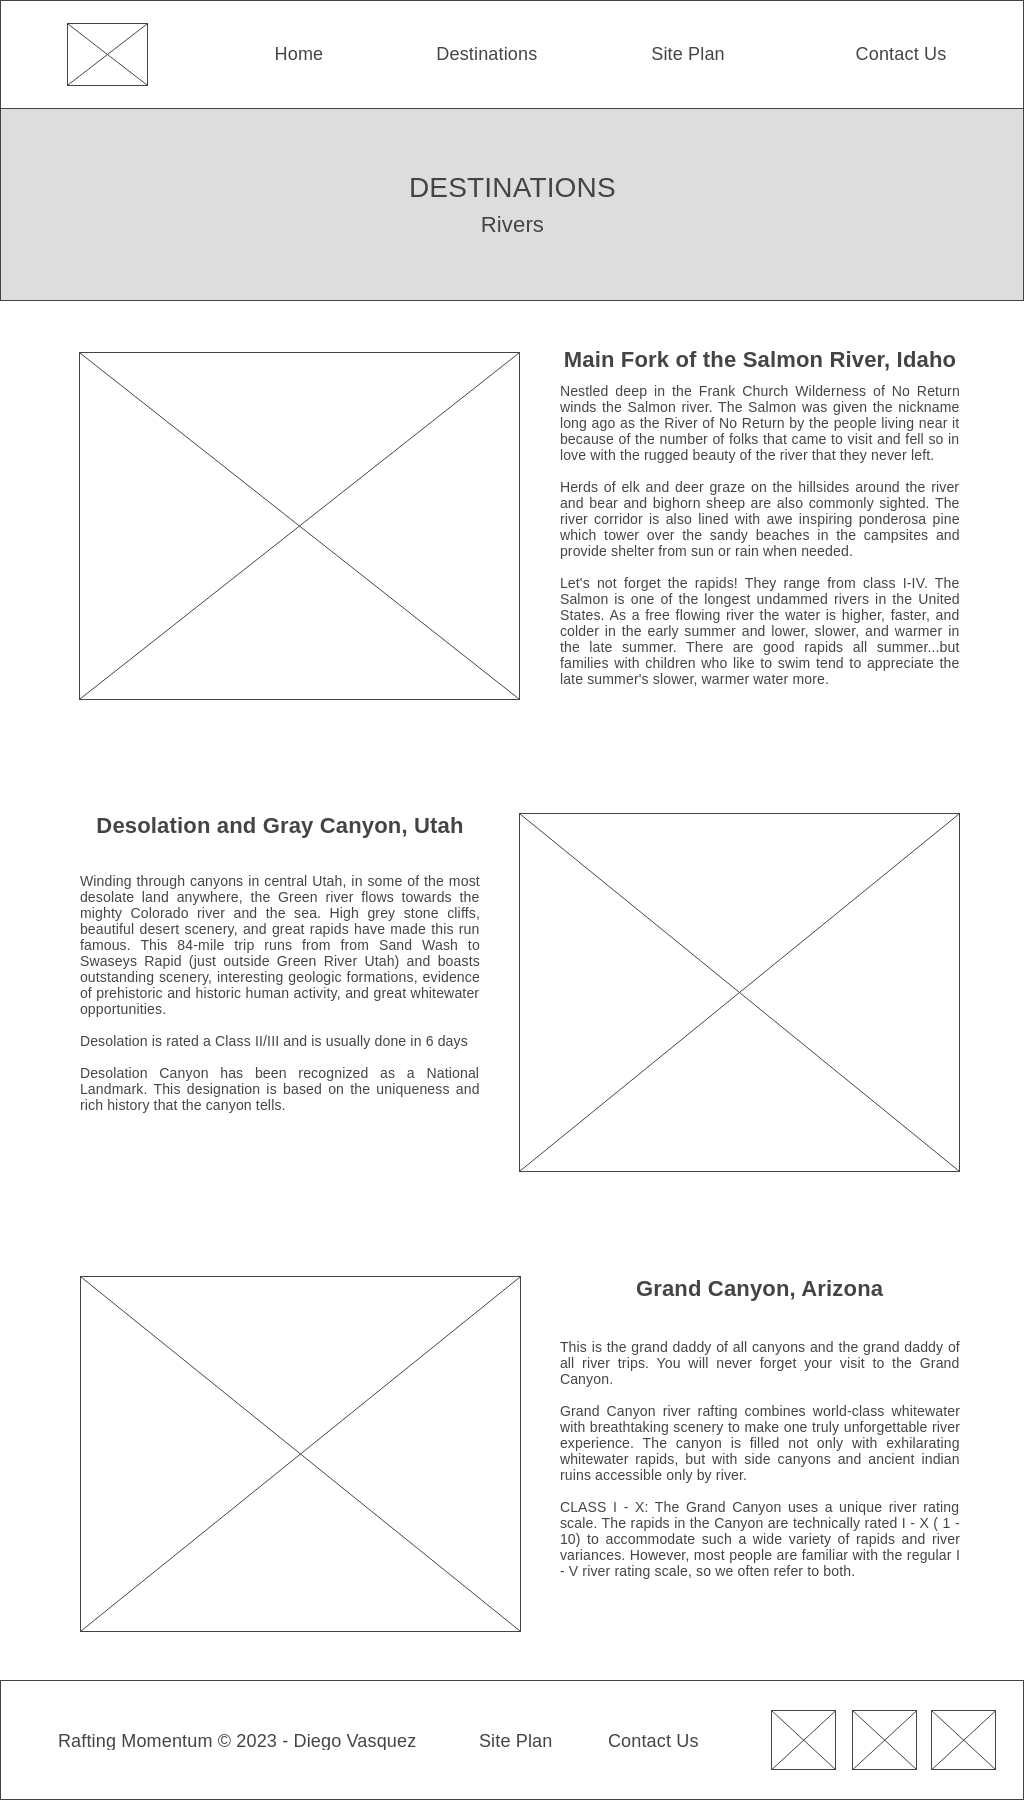 Home Destinations Site Plan Contact Us
DESTINATIONS
Rivers
Main Fork of the Salmon River, Idaho
Nestled deep in the Frank Church Wilderness of No Return
winds the Salmon river. The Salmon was given the nickname
long ago as the River of No Return by the people living near it
because of the number of folks that came to visit and fell so in
love with the rugged beauty of the river that they never left.
Herds of elk and deer graze on the hillsides around the river
and bear and bighorn sheep are also commonly sighted. The
river corridor is also lined with awe inspiring ponderosa pine
which tower over the sandy beaches in the campsites and
provide shelter from sun or rain when needed.
Let's not forget the rapids! They range from class I-IV. The
Salmon is one of the longest undammed rivers in the United
States. As a free flowing river the water is higher, faster, and
colder in the early summer and lower, slower, and warmer in
the late summer. There are good rapids all summer...but
families with children who like to swim tend to appreciate the
late summer's slower, warmer water more.
Desolation and Gray Canyon, Utah
Winding through canyons in central Utah, in some of the most
desolate land anywhere, the Green river flows towards the
mighty Colorado river and the sea. High grey stone cliffs,
beautiful desert scenery, and great rapids have made this run
famous. This 84-mile trip runs from from Sand Wash to
Swaseys Rapid (just outside Green River Utah) and boasts
outstanding scenery, interesting geologic formations, evidence
of prehistoric and historic human activity, and great whitewater
opportunities.
Desolation is rated a Class II/III and is usually done in 6 days
Desolation Canyon has been recognized as a National
Landmark. This designation is based on the uniqueness and
rich history that the canyon tells.
Grand Canyon, Arizona
This is the grand daddy of all canyons and the grand daddy of
all river trips. You will never forget your visit to the Grand
Canyon.
Grand Canyon river rafting combines world-class whitewater
with breathtaking scenery to make one truly unforgettable river
experience. The canyon is filled not only with exhilarating
whitewater rapids, but with side canyons and ancient indian
ruins accessible only by river.
CLASS I - X: The Grand Canyon uses a unique river rating
scale. The rapids in the Canyon are technically rated I - X ( 1 -
10) to accommodate such a wide variety of rapids and river
variances. However, most people are familiar with the regular I
- V river rating scale, so we often refer to both.
Rafting Momentum © 2023 - Diego Vasquez Site Plan Contact Us